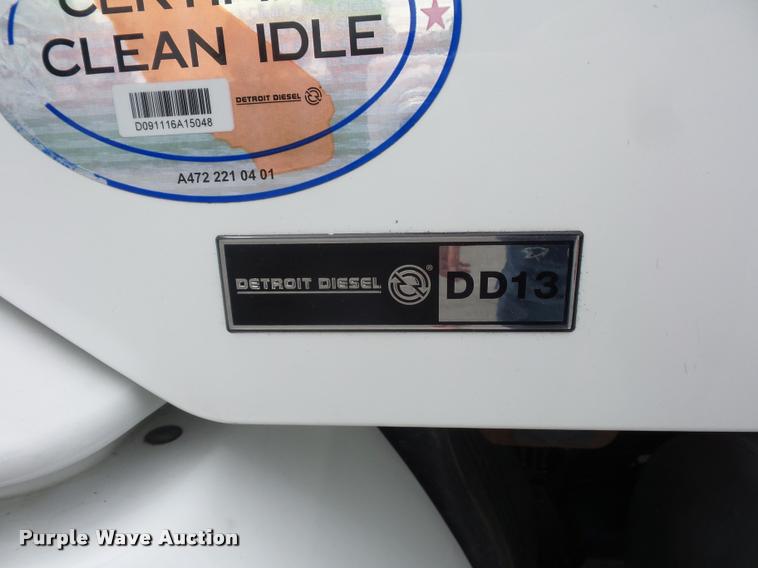 CLEAN IDLE
D091116A15048
DETROIT DIESEL
A472 221 04 01
DETROIT DIESEL ® DD13
Purple Wave Auction